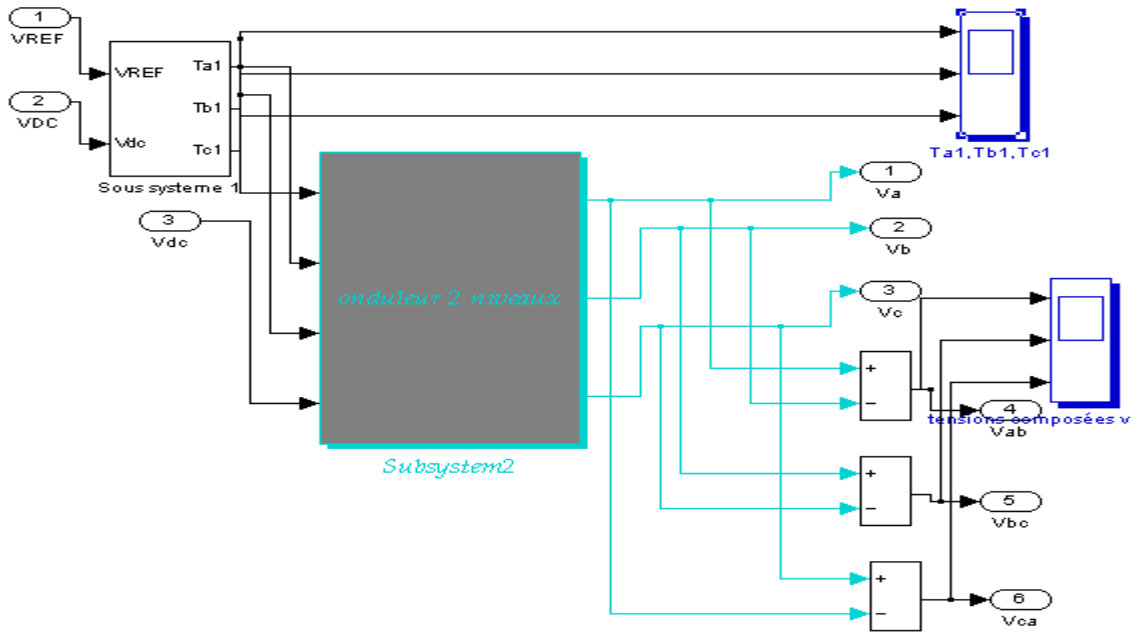 1
VREF
2
VDC
VREF
Vdc
Ta1
Tb1
Tc1
Sous systeme 1
3
Vdc
onduleur 2 niveaux
Subsystem2
Ta1,Tb1,Tc1
1
Va
2
Vb
3
Vc
+
−
4
Vab
tensions composées v
+
−
5
Vbc
+
−
6
Vca